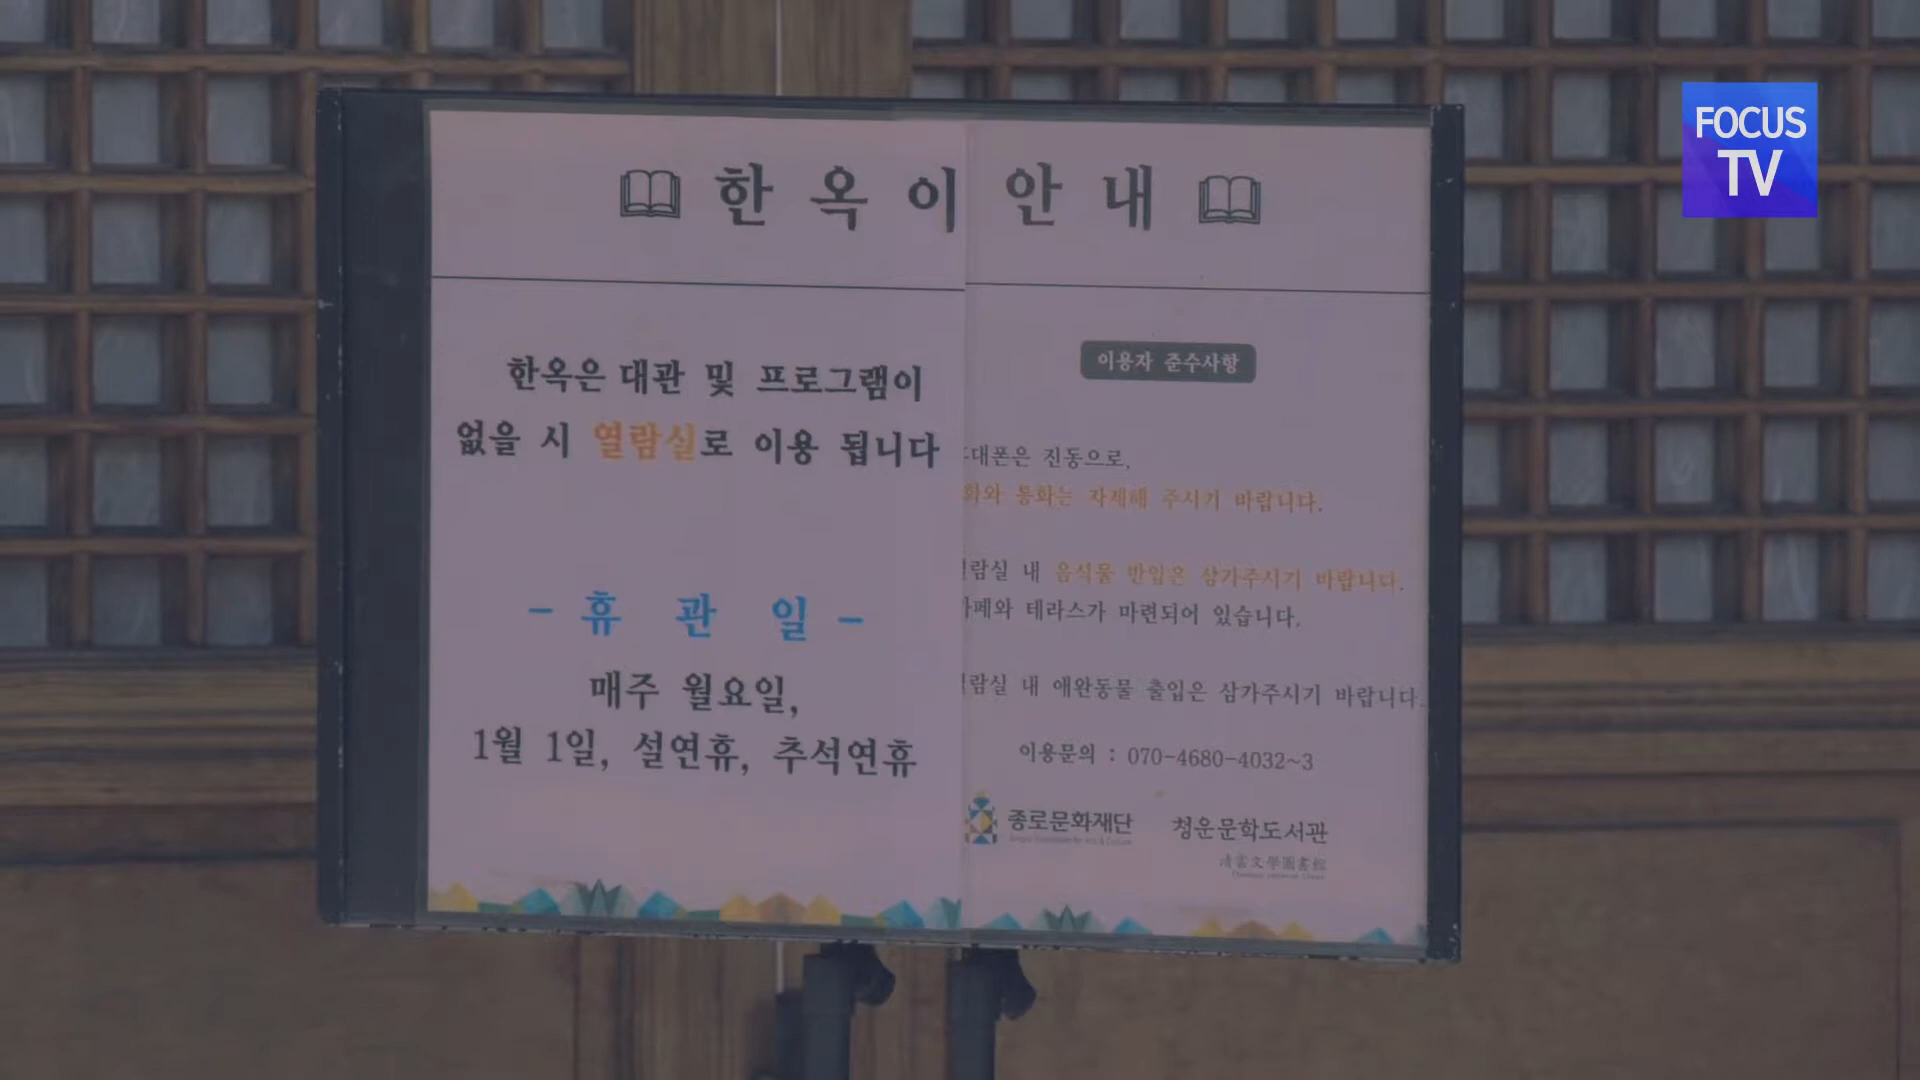 한 옥 이 안 내
한옥은 대관 및 프로그램이
없을 시 열람실로 이용 됩니다
- 휴 관 일 -
매주 월요일,
1월 1일, 설연휴, 추석연휴
이용자 준수사항
대폰은 진동으로,
화와 통화는 자제해 주시기 바랍니다.
람실 내 음식물 반입은 삼가주시기 바랍니다.
페와 테라스가 마련되어 있습니다.
람실 내 애완동물 출입은 삼가주시기 바랍니다.
이용문의 : 070-4680-4032~3
종로문화재단 청운문학도서관
淸雲文學圖書館
FOCUS
TV